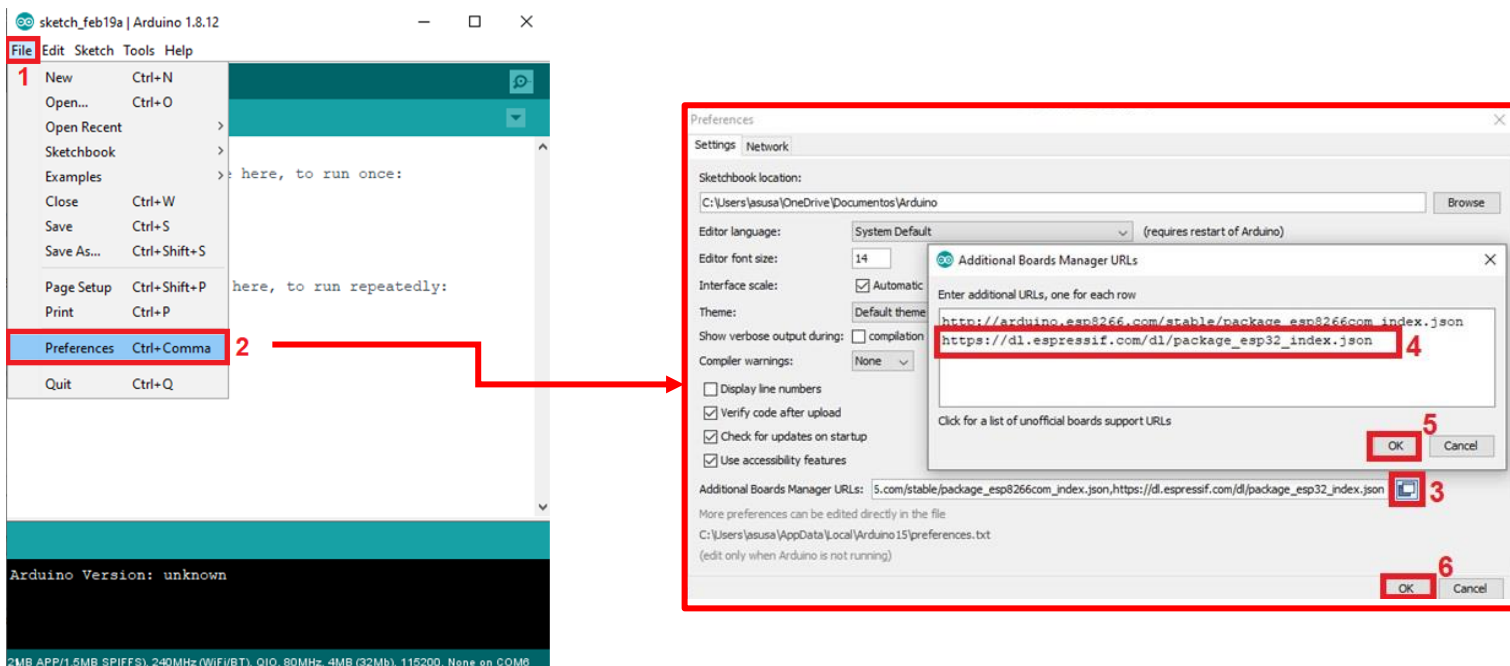 sketch_feb19a | Arduino 1.8.12
File Edit Sketch Tools Help
1
New Ctrl+N
Open... Ctrl+O
Open Recent
Sketchbook
Examples
Close Ctrl+W
Save Ctrl+S
Save As... Ctrl+Shift+S
Page Setup Ctrl+Shift+P
Print Ctrl+P
Preferences Ctrl+Comma 2
Quit Ctrl+Q
here, to run once:
here, to run repeatedly:
Arduino Version: unknown
2MB APP/1.5MB SPIFFS), 240MHz (WiFi/BT), QIO, 80MHz, 4MB (32Mb), 115200, None on COM6
Preferences
Settings Network
Sketchbook location:
C:\Users\asusa\OneDrive\Documentos\Arduino Browse
Editor language: System Default (requires restart of Arduino)
Editor font size: 14
Interface scale: Automatic
Theme: Default theme
Show verbose output during: compilation
Compiler warnings: None
Display line numbers
Verify code after upload
Check for updates on startup
Use accessibility features
Additional Boards Manager URLs: 5.com/stable/package_esp8266com_index.json,https://dl.espressif.com/dl/package_esp32_index.json 3
More preferences can be edited directly in the file
C:\Users\asusa\AppData\Local\Arduino15\preferences.txt
(edit only when Arduino is not running)
6
OK Cancel
Additional Boards Manager URLs
Enter additional URLs, one for each row
http://arduino.esp8266.com/stable/package_esp8266com_index.json
https://dl.espressif.com/dl/package_esp32_index.json 4
Click for a list of unofficial boards support URLs
5
OK Cancel